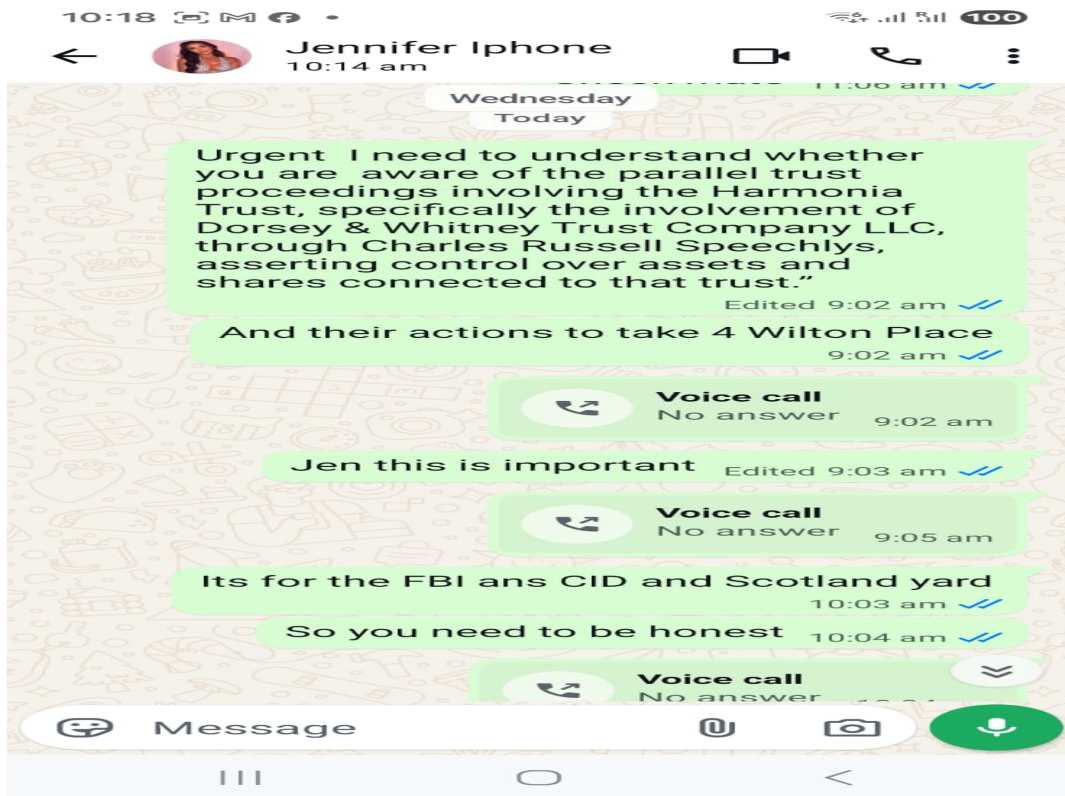 10:18
100
Jennifer Iphone
10:14 am
11:06 am
Wednesday
Today
Urgent  I need to understand whether
you are  aware of the parallel trust
proceedings involving the Harmonia
Trust, specifically the involvement of
Dorsey & Whitney Trust Company LLC,
through Charles Russell Speechlys,
asserting control over assets and
shares connected to that trust.”
Edited 9:02 am
And their actions to take 4 Wilton Place
9:02 am
Voice call
No answer 9:02 am
Jen this is important Edited 9:03 am
Voice call
No answer 9:05 am
Its for the FBI ans CID and Scotland yard
10:03 am
So you need to be honest 10:04 am
Voice call
No answer
Message